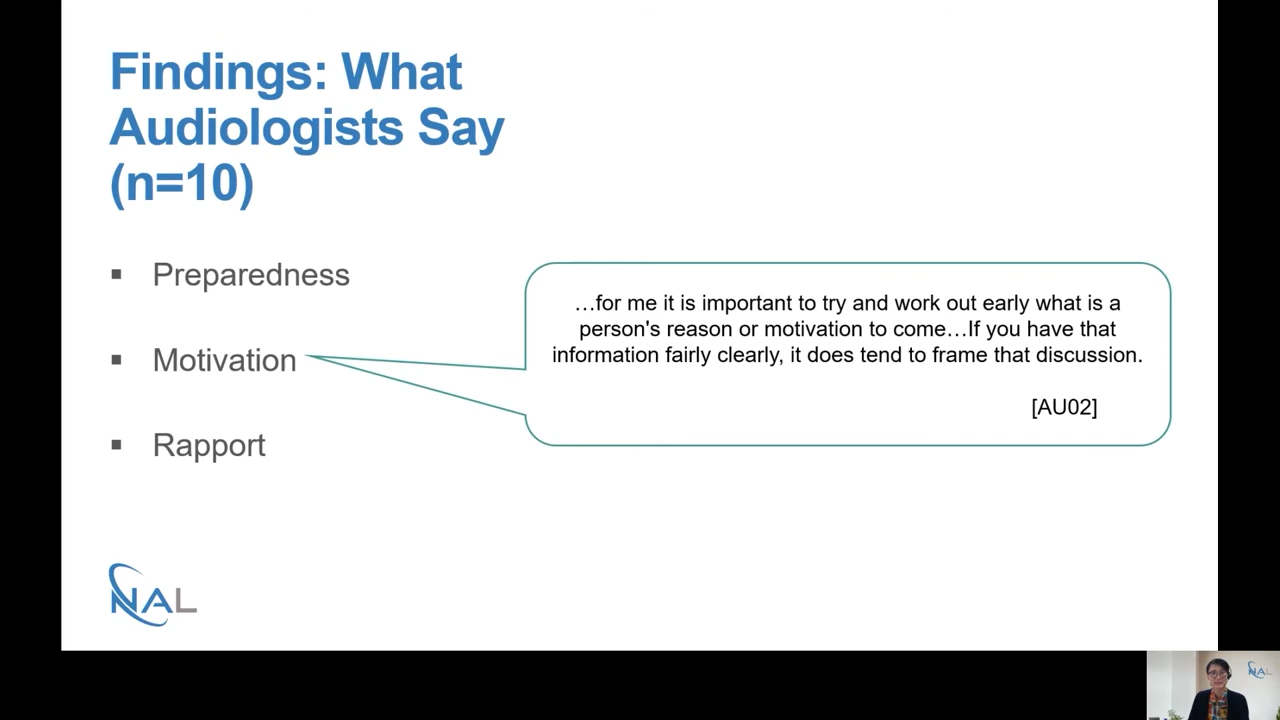 Findings: What
Audiologists Say
(n=10)
▪ Preparedness
▪ Motivation
▪ Rapport
…for me it is important to try and work out early what is a
person's reason or motivation to come…If you have that
information fairly clearly, it does tend to frame that discussion.
[AU02]
NAL
NAL